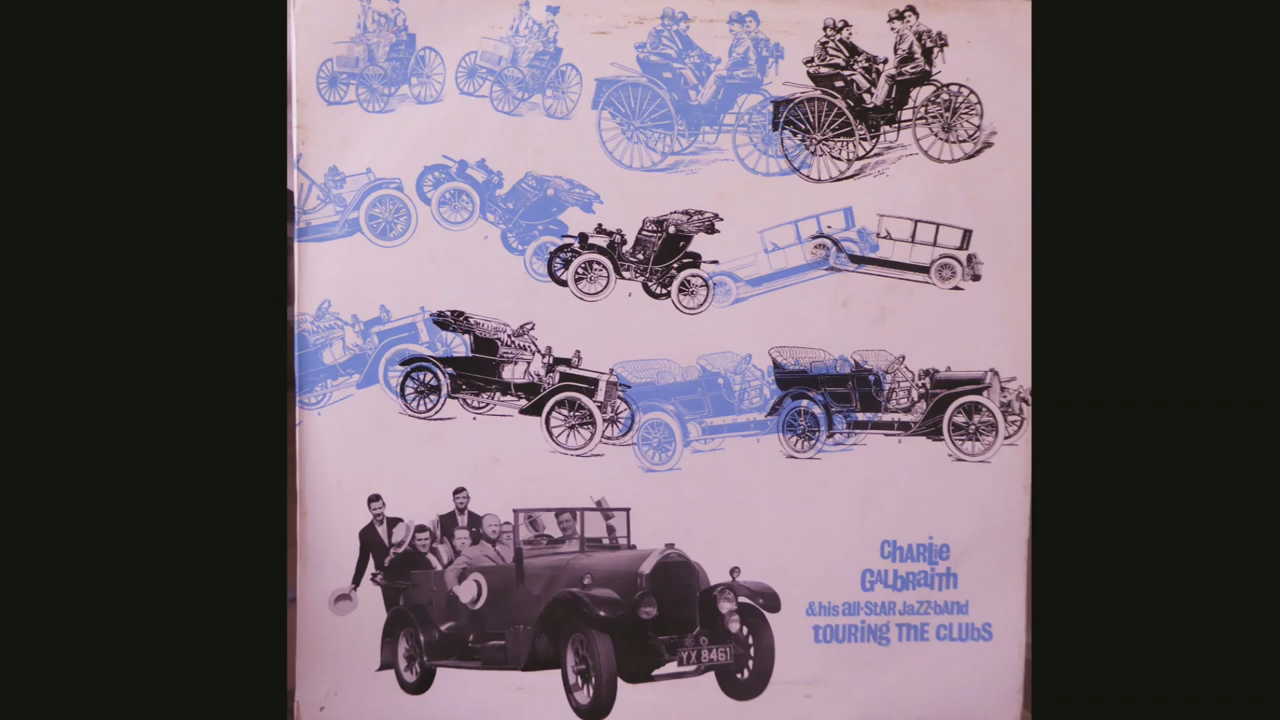 CHARLie
GALbRAiTh
& his all-StAR JaZZ-bANd
tOURiNg ThE CLUbS
YX 8461